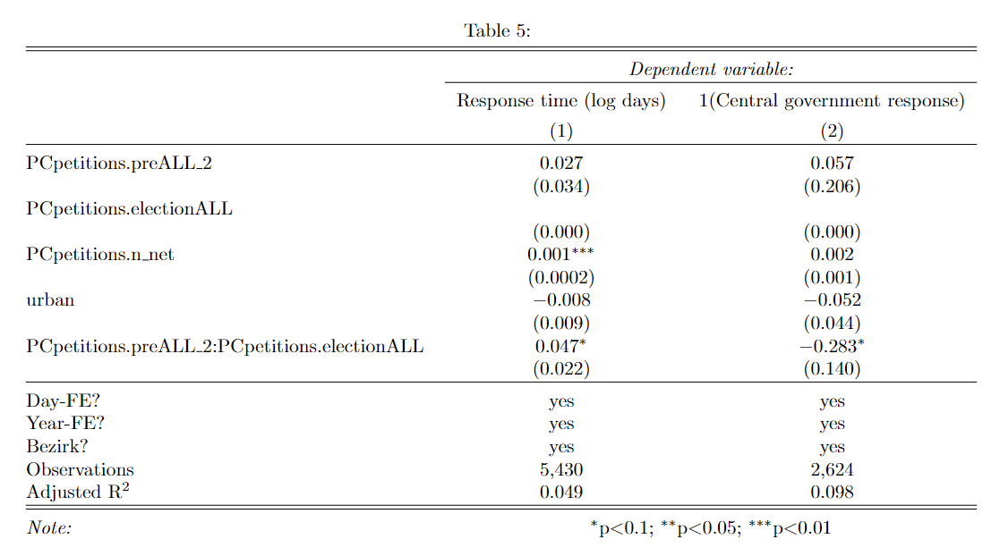 Table 5:
Dependent variable:
Response time (log days) 1(Central government response)
(1) (2)
PCpetitions.preALL_2 0.027 0.057
(0.034) (0.206)
PCpetitions.electionALL
(0.000) (0.000)
PCpetitions.n_net 0.001*** 0.002
(0.0002) (0.001)
urban −0.008 −0.052
(0.009) (0.044)
PCpetitions.preALL_2:PCpetitions.electionALL 0.047* −0.283*
(0.022) (0.140)
Day-FE? yes yes
Year-FE? yes yes
Bezirk? yes yes
Observations 5,430 2,624
Adjusted R² 0.049 0.098
Note: *p<0.1; **p<0.05; ***p<0.01